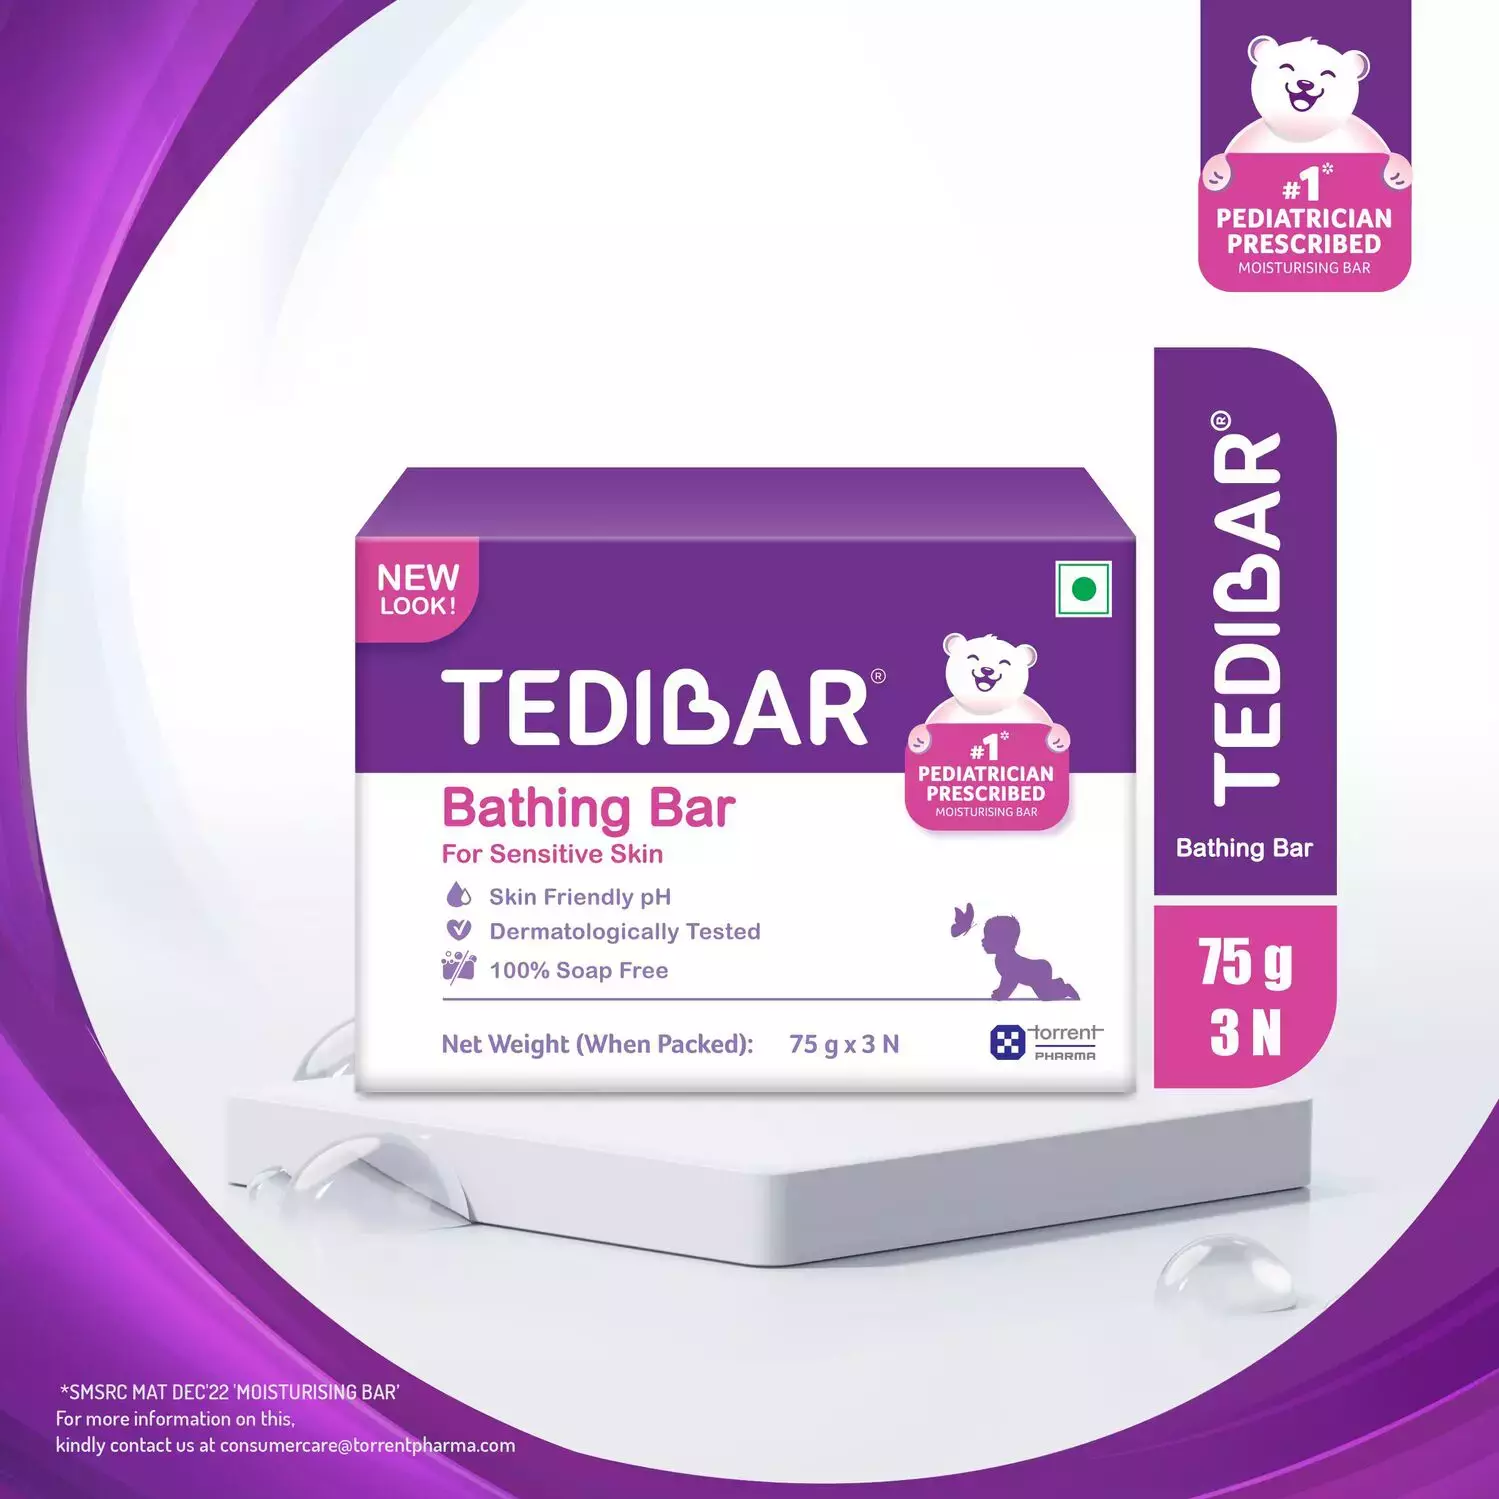 #1*
PEDIATRICIAN
PRESCRIBED
MOISTURISING BAR
NEW
LOOK!
TEDIBAR®
#1*
PEDIATRICIAN
PRESCRIBED
MOISTURISING BAR
Bathing Bar
For Sensitive Skin
Skin Friendly pH
Dermatologically Tested
100% Soap Free
Net Weight (When Packed): 75 g x 3 N
torrent
PHARMA
TEDIBAR®
Bathing Bar
75 g
3 N
*SMSRC MAT DEC'22 'MOISTURISING BAR'
For more information on this,
kindly contact us at consumercare@torrentpharma.com